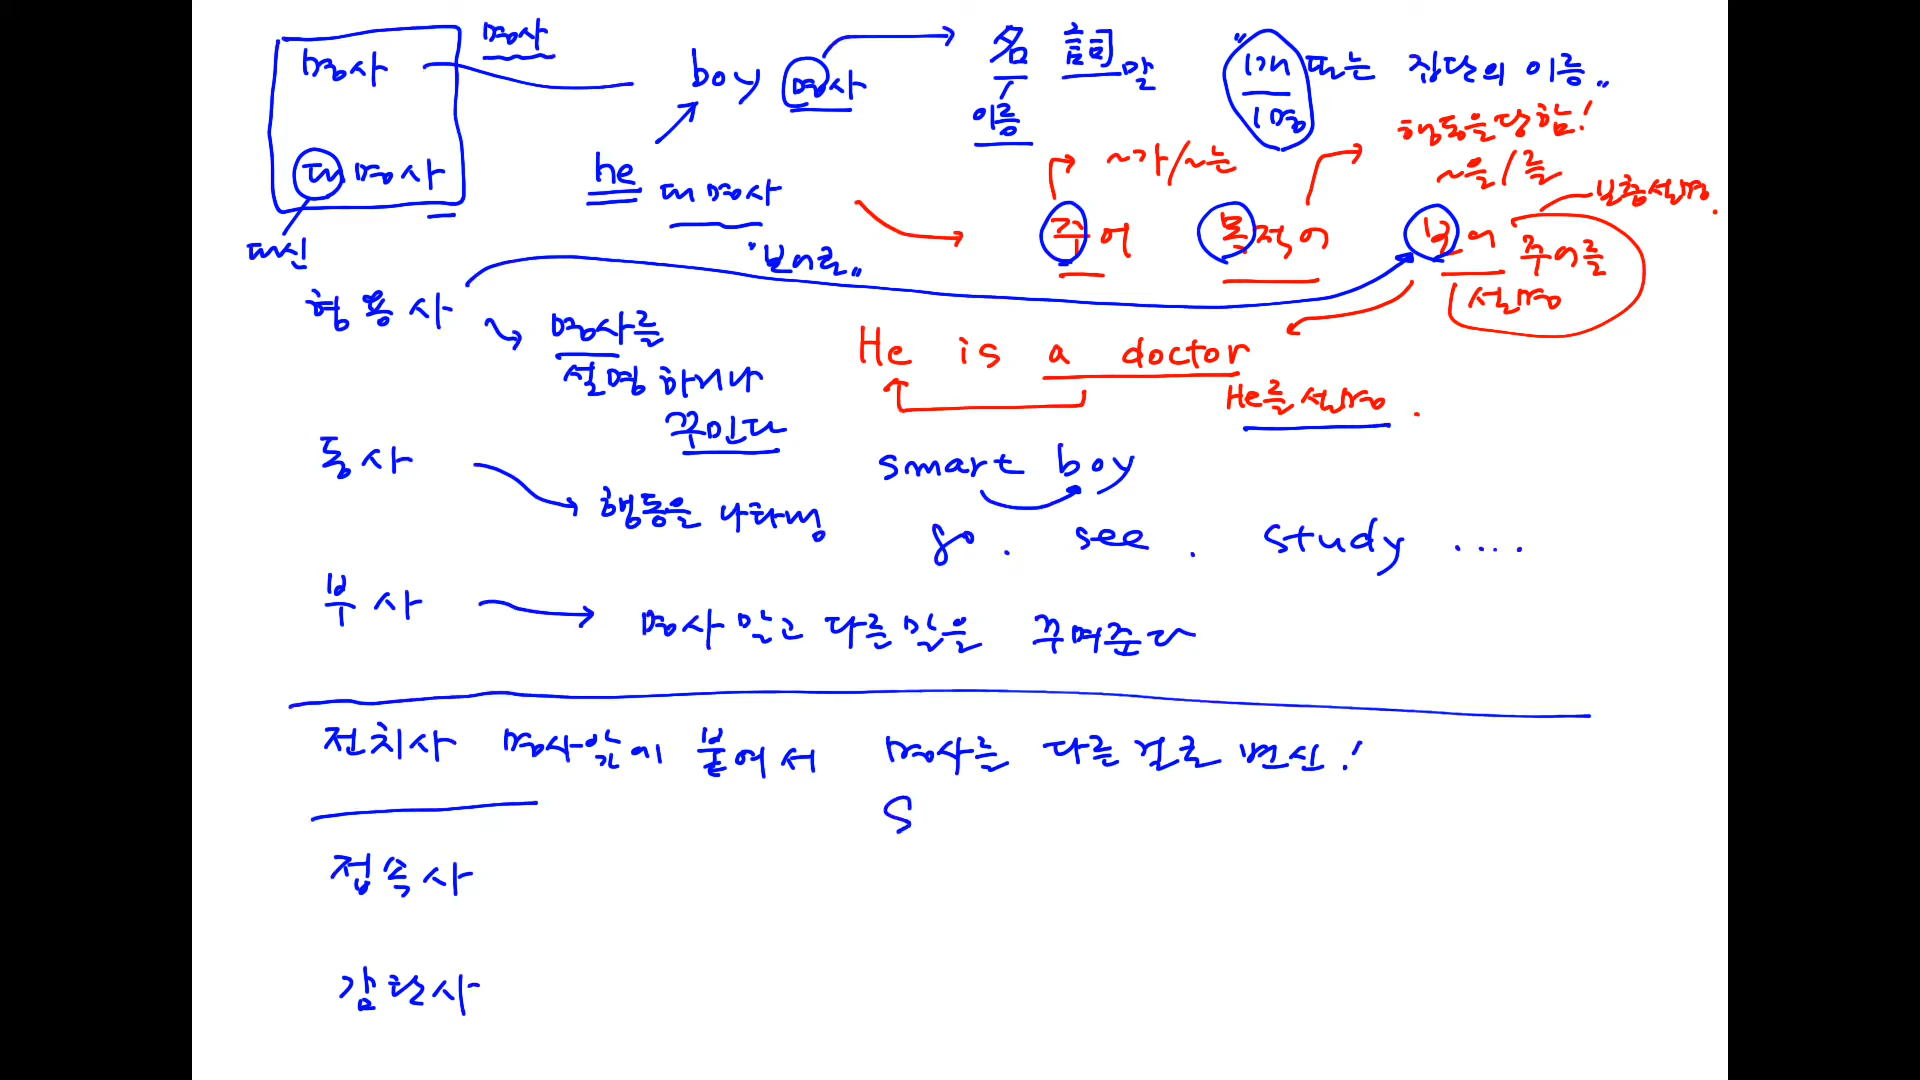 명사
명사 boy 명사 名 詞 말 "1개 또는 집단의 이름"
이름 1명 행동을 당함!
~가/~는 ~을/를
대명사 he 대명사 보충설명.
대신 주어 목적어 보어 주어를
"보어로" 설명
형용사 명사를
설명하거나 He is a doctor
꾸민다 He를 설명.
동사 smart boy
행동을 나타냄 go. see. study ....
부사 명사 말고 다른 말을 꾸며준다
전치사 명사앞에 붙어서 명사를 다른 걸로 변신!
S
접속사
감탄사